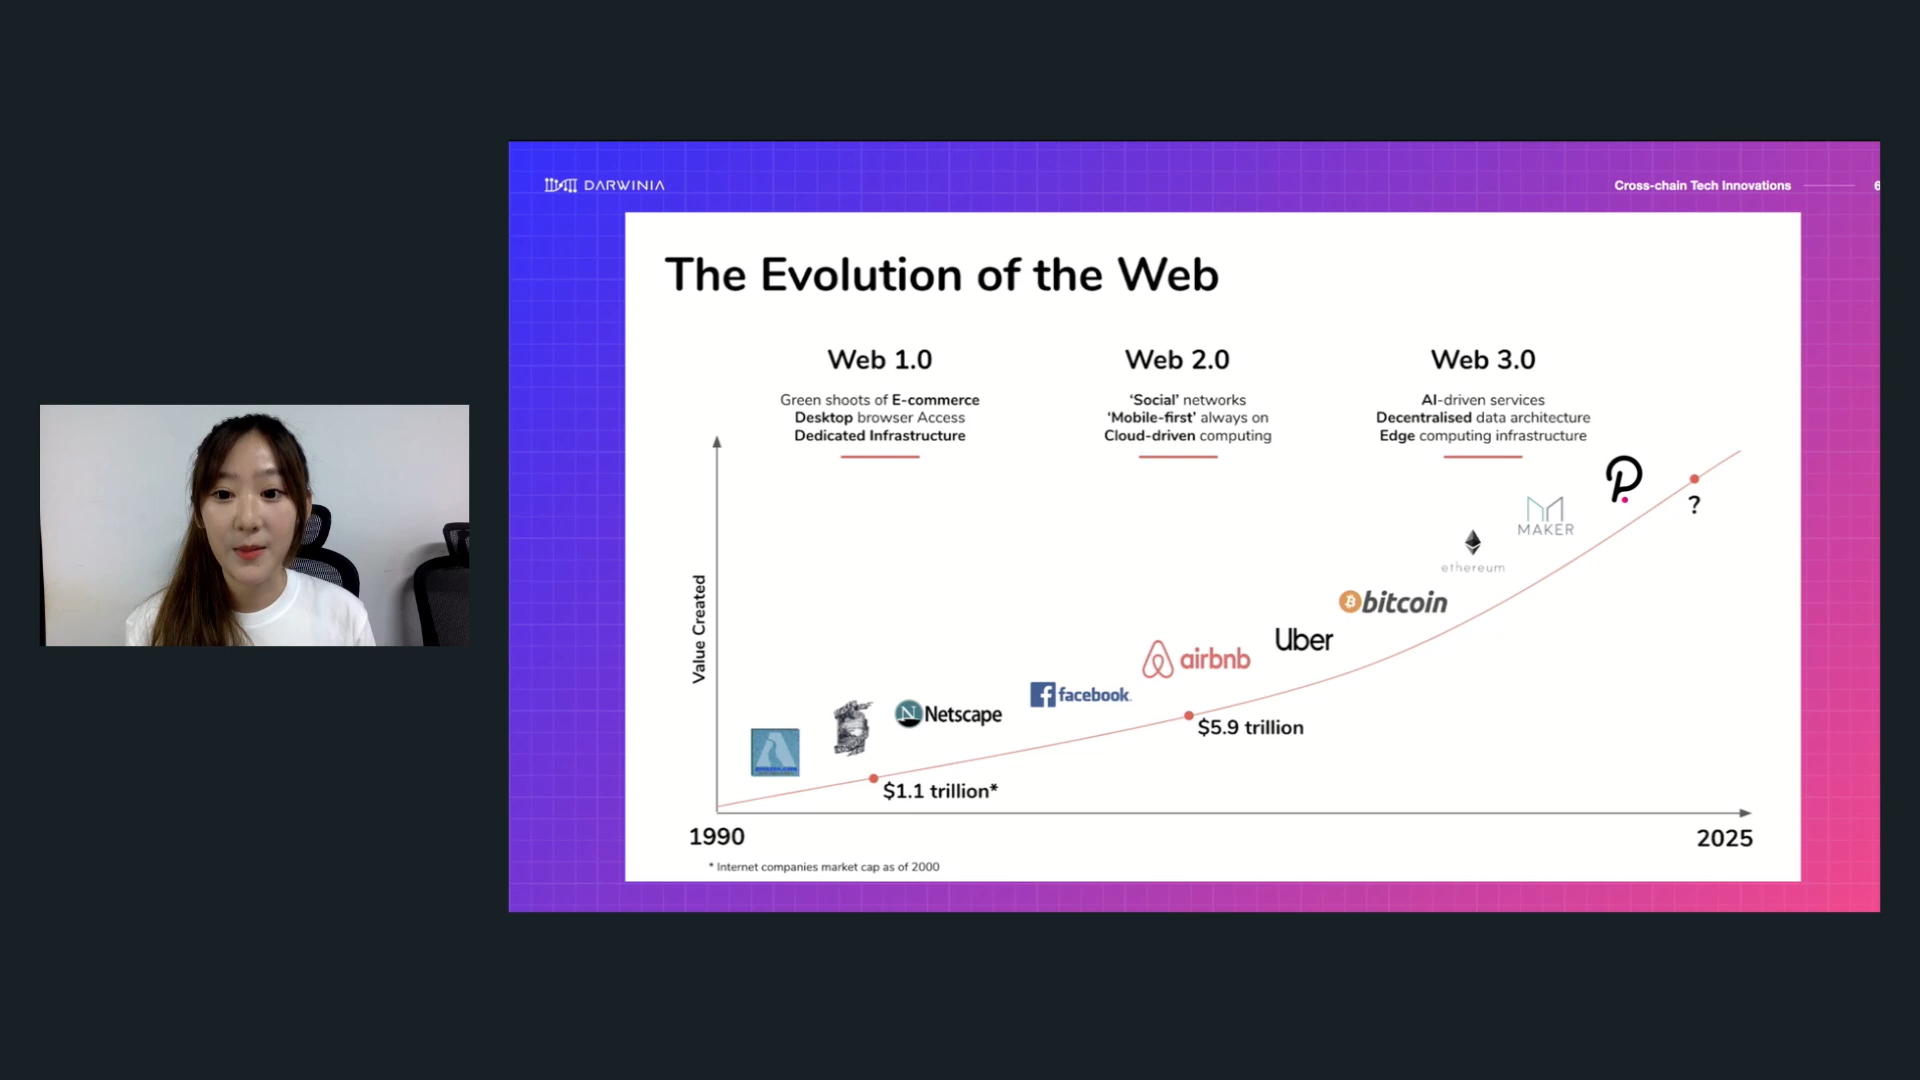 DARWINIA
Cross-chain Tech Innovations
6
The Evolution of the Web
Web 1.0
Green shoots of E-commerce
Desktop browser Access
Dedicated Infrastructure
Web 2.0
‘Social’ networks
‘Mobile-first’ always on
Cloud-driven computing
Web 3.0
AI-driven services
Decentralised data architecture
Edge computing infrastructure
?
MAKER
ethereum
bitcoin
Uber
airbnb
facebook.
Netscape
Value Created
$5.9 trillion
$1.1 trillion*
1990
2025
* Internet companies market cap as of 2000